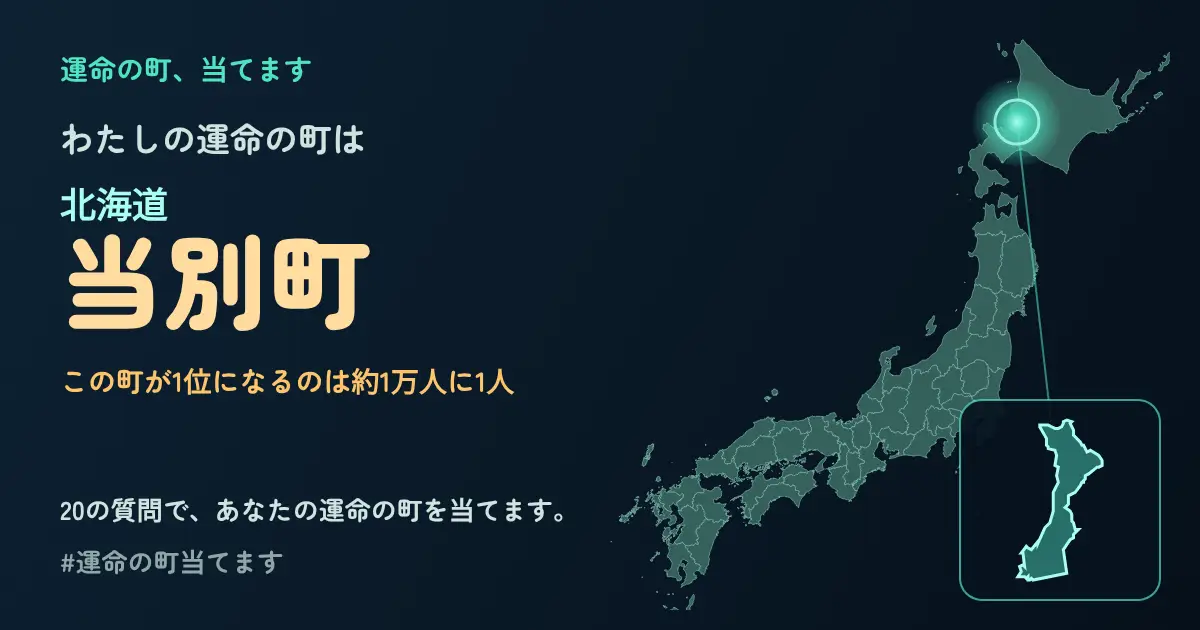 運命の町、当てます
わたしの運命の町は
北海道
当別町
この町が1位になるのは約1万人に1人
20の質問で、あなたの運命の町を当てます。
#運命の町当てます